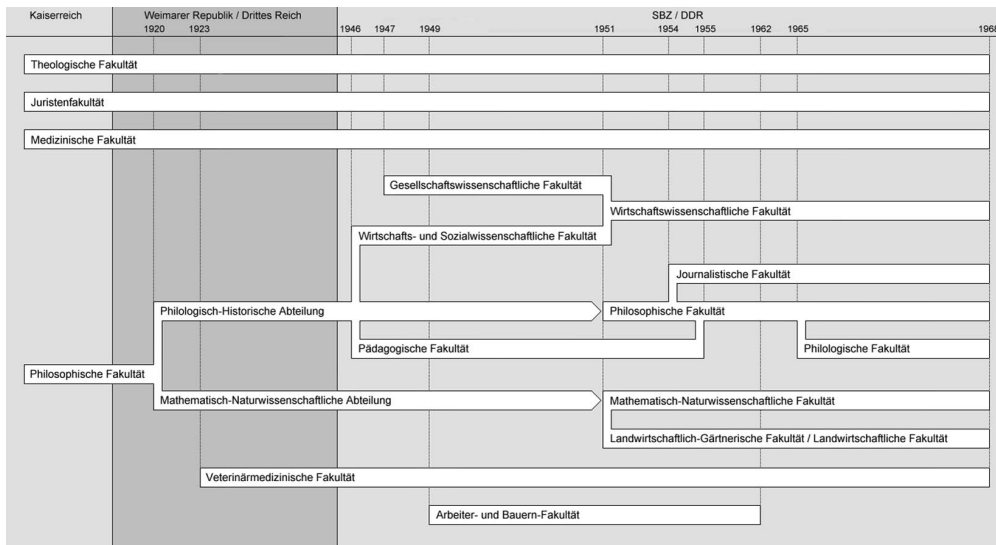 Kaiserreich
Weimarer Republik / Drittes Reich
SBZ / DDR
1920 1923 1946 1947 1949 1951 1954 1955 1962 1965 1968
Theologische Fakultät
Juristenfakultät
Medizinische Fakultät
Gesellschaftswissenschaftliche Fakultät
Wirtschaftswissenschaftliche Fakultät
Wirtschafts- und Sozialwissenschaftliche Fakultät
Journalistische Fakultät
Philologisch-Historische Abteilung
Philosophische Fakultät
Pädagogische Fakultät
Philologische Fakultät
Philosophische Fakultät
Mathematisch-Naturwissenschaftliche Abteilung
Mathematisch-Naturwissenschaftliche Fakultät
Landwirtschaftlich-Gärtnerische Fakultät / Landwirtschaftliche Fakultät
Veterinärmedizinische Fakultät
Arbeiter- und Bauern-Fakultät